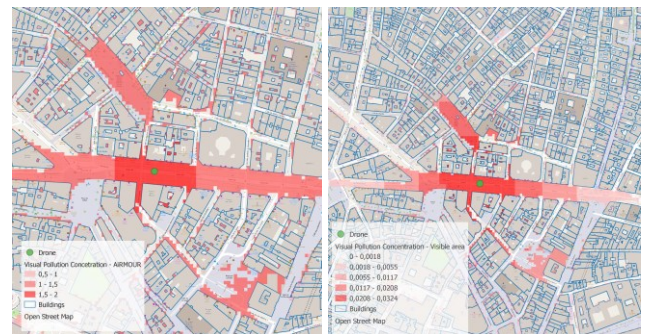 Drone
Visual Pollution Concetration - AIRMOUR
0,5 - 1
1 - 1,5
1,5 - 2
Buildings
Open Street Map
Drone
Visual Pollution Concentration - Visible area
0 - 0,0018
0,0018 - 0,0055
0,0055 - 0,0117
0,0117 - 0,0208
0,0208 - 0,0324
Buildings
Open Street Map